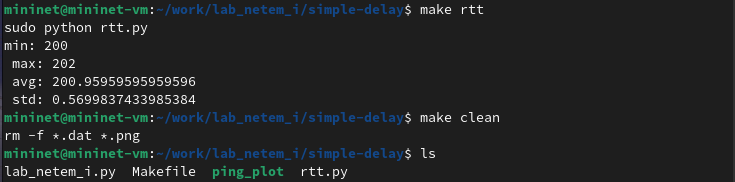 mininet@mininet-vm:~/work/lab_netem_i/simple-delay$ make rtt
sudo python rtt.py
min: 200
 max: 202
 avg: 200.95959595959596
 std: 0.5699837433985384
mininet@mininet-vm:~/work/lab_netem_i/simple-delay$ make clean
rm -f *.dat *.png
mininet@mininet-vm:~/work/lab_netem_i/simple-delay$ ls
lab_netem_i.py  Makefile  ping_plot  rtt.py